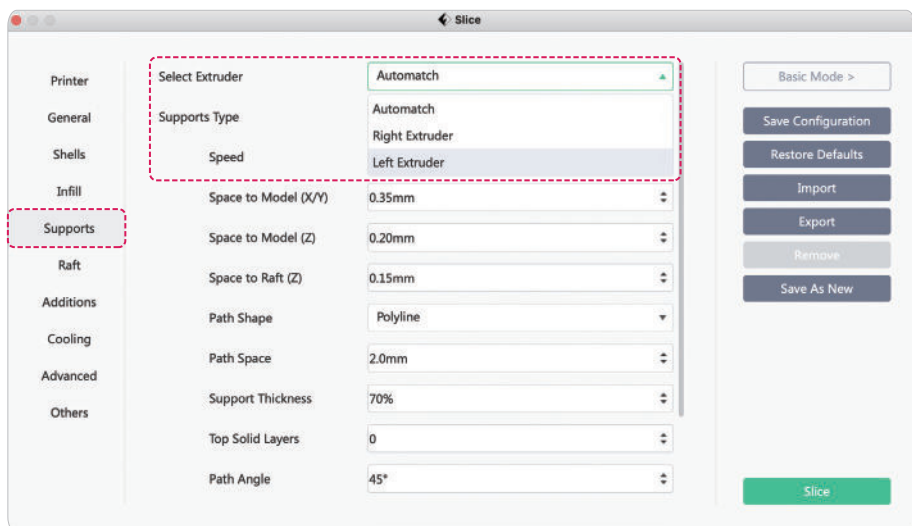 Slice
Printer
General
Shells
Infill
Supports
Raft
Additions
Cooling
Advanced
Others
Select Extruder
Automatch
Automatch
Right Extruder
Left Extruder
Supports Type
Speed
Space to Model (X/Y)
0.35mm
Space to Model (Z)
0.20mm
Space to Raft (Z)
0.15mm
Path Shape
Polyline
Path Space
2.0mm
Support Thickness
70%
Top Solid Layers
0
Path Angle
45°
Basic Mode >
Save Configuration
Restore Defaults
Import
Export
Remove
Save As New
Slice